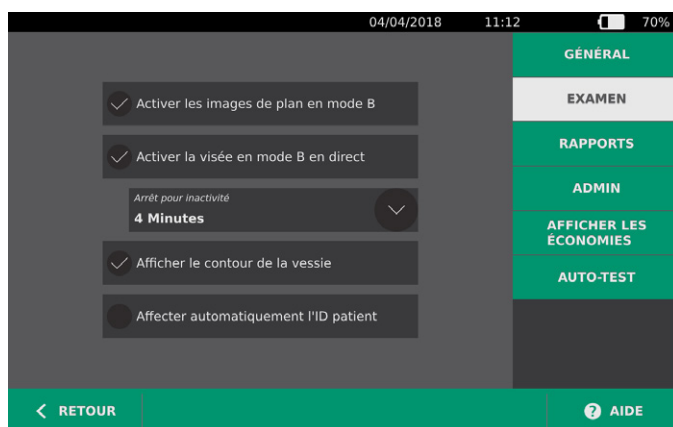 04/04/2018 11:12 70%
GÉNÉRAL
Activer les images de plan en mode B
EXAMEN
Activer la visée en mode B en direct
RAPPORTS
Arrêt pour inactivité
4 Minutes
ADMIN
AFFICHER LES
ÉCONOMIES
Afficher le contour de la vessie
AUTO-TEST
Affecter automatiquement l'ID patient
RETOUR
? AIDE